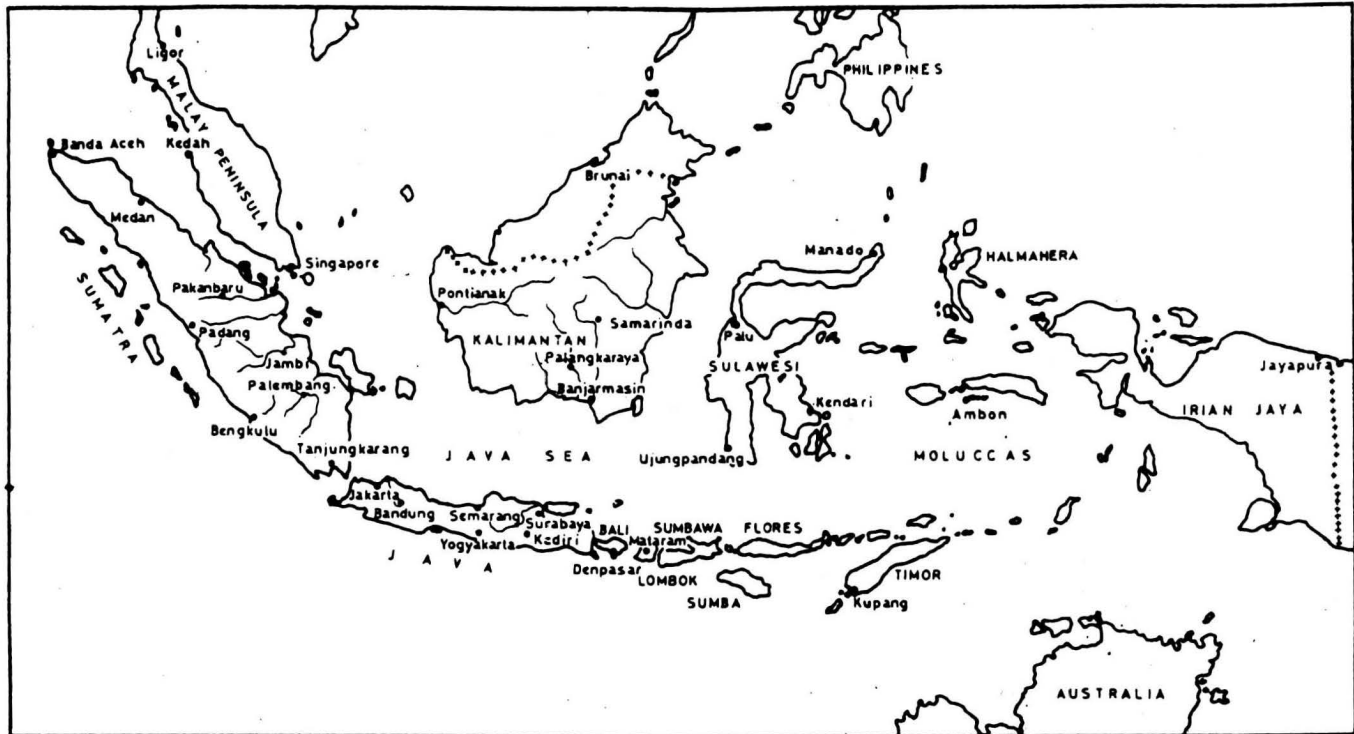 Ligor
MALAY PENINSULA
PHILIPPINES
Banda Aceh
Kedah
Brunai
Medan
Singapore
Manado
HALMAHERA
SUMATRA
Pakanbaru
Pontianak
Padang
Samarinda
KALIMANTAN
Palu
Jambi
Palangkaraya
SULAWESI
Jayapura
Palembang
Banjarmasin
Kendari
Ambon
IRIAN JAYA
Bengkulu
Tanjungkarang
JAVA SEA
Ujungpandang
MOLUCCAS
Jakarta
Bandung
Semarang
Surabaya
BALI
SUMBAWA
FLORES
Yogyakarta
Kediri
Mataram
JAVA
Denpasar
LOMBOK
TIMOR
SUMBA
Kupang
AUSTRALIA